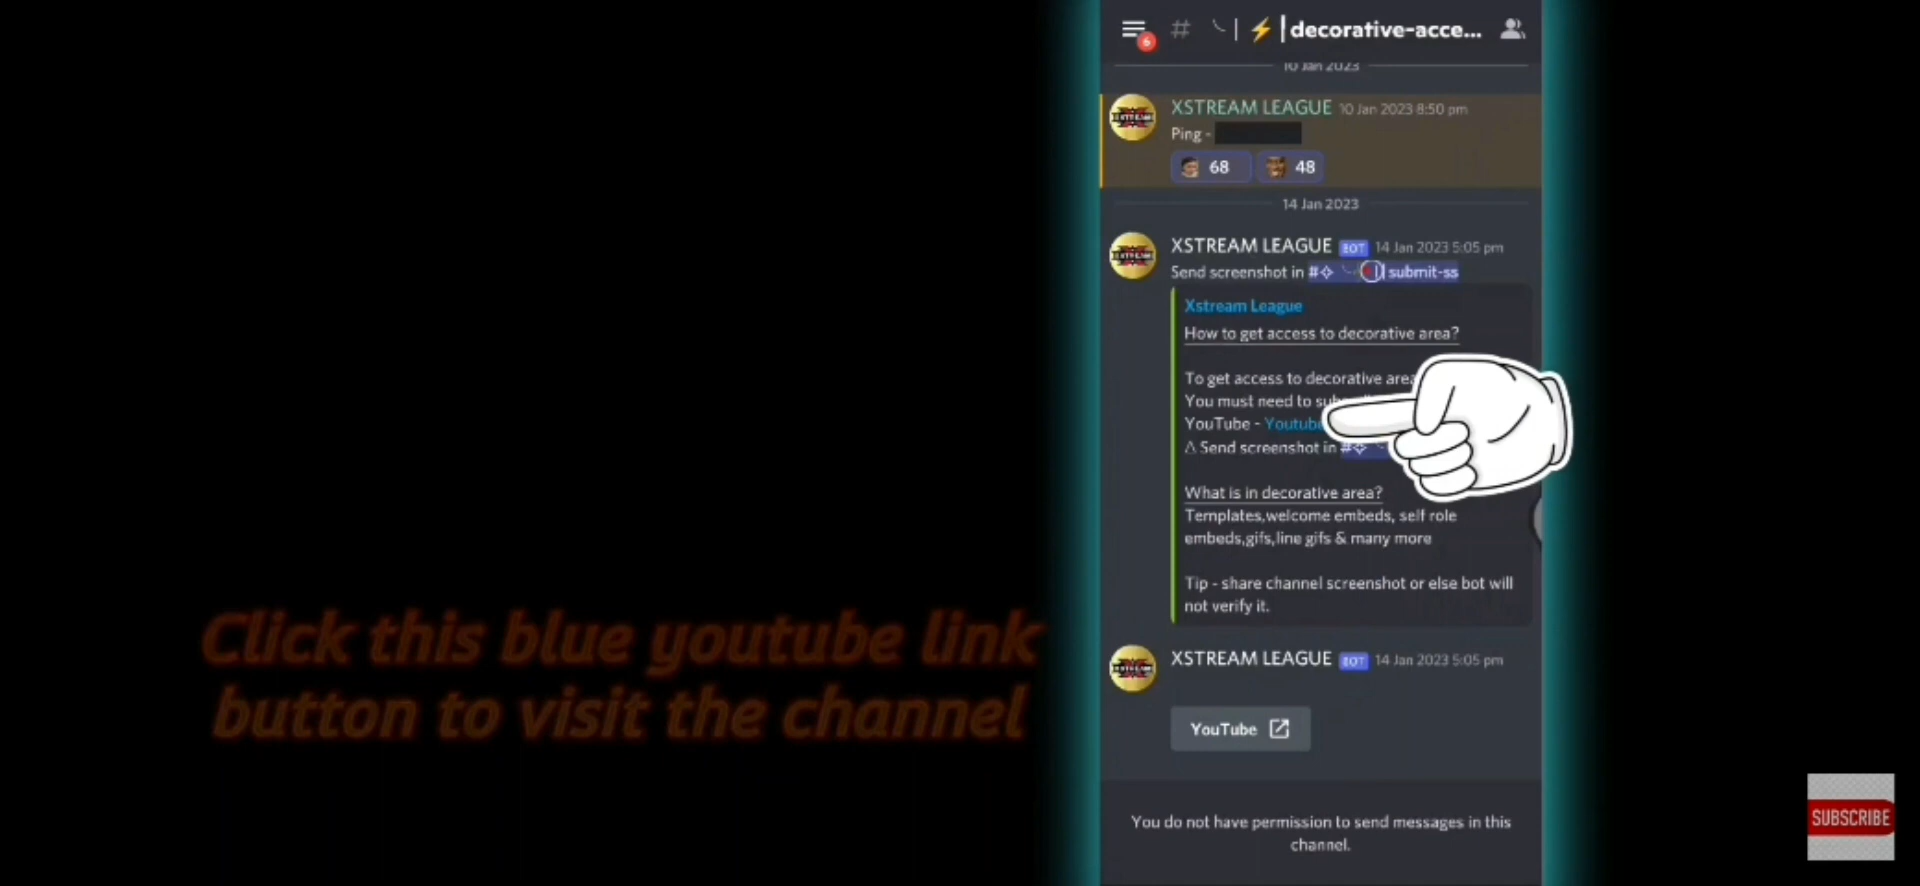 decorative-acce...
10 Jan 2023
XSTREAM LEAGUE 10 Jan 2023 8:50 pm
Ping -
68 48
14 Jan 2023
XSTREAM LEAGUE BOT 14 Jan 2023 5:05 pm
Send screenshot in #✧ submit-ss
Xstream League
How to get access to decorative area?
To get access to decorative area
You must need to
YouTube - Youtube
△ Send screenshot in #✧
What is in decorative area?
Templates,welcome embeds, self role
embeds,gifs,line gifs & many more
Tip - share channel screenshot or else bot will
not verify it.
Click this blue youtube link
button to visit the channel
XSTREAM LEAGUE BOT 14 Jan 2023 5:05 pm
YouTube
You do not have permission to send messages in this
channel.
SUBSCRIBE